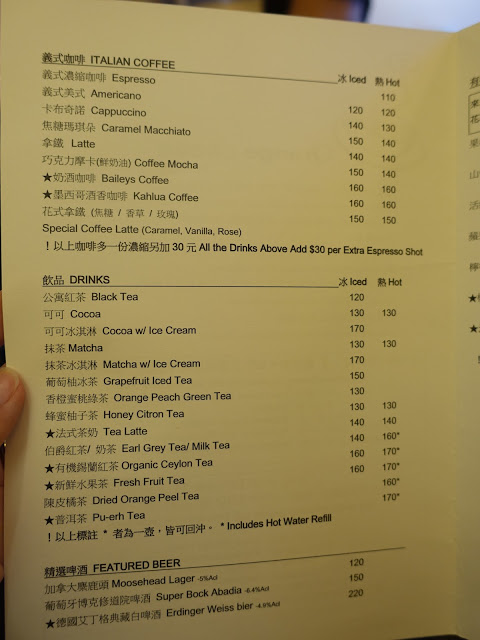 義式咖啡 ITALIAN COFFEE 冰 Iced 熱 Hot
義式濃縮咖啡 Espresso 110
義式美式 Americano 120 120
卡布奇諾 Cappuccino 140 130
焦糖瑪琪朵 Caramel Macchiato 150 140
拿鐵 Latte 140 140
巧克力摩卡(鮮奶油) Coffee Mocha 150 140
★奶酒咖啡 Baileys Coffee 160 160
★墨西哥酒香咖啡 Kahlua Coffee 160 160
花式拿鐵 (焦糖 / 香草 / 玫瑰) 150 150
Special Coffee Latte (Caramel, Vanilla, Rose)
！以上咖啡多一份濃縮另加 30 元 All the Drinks Above Add $30 per Extra Espresso Shot
飲品 DRINKS 冰 Iced 熱 Hot
公寓紅茶 Black Tea 120
可可 Cocoa 130 130
可可冰淇淋 Cocoa w/ Ice Cream 170
抹茶 Matcha 130 130
抹茶冰淇淋 Matcha w/ Ice Cream 170
葡萄柚冰茶 Grapefruit Iced Tea 150
香橙蜜桃綠茶 Orange Peach Green Tea 130
蜂蜜柚子茶 Honey Citron Tea 130 130
★法式茶奶 Tea Latte 140 140
伯爵紅茶/ 奶茶 Earl Grey Tea/ Milk Tea 140 160*
★有機錫蘭紅茶 Organic Ceylon Tea 160 170*
★新鮮水果茶 Fresh Fruit Tea 160 170*
陳皮橘茶 Dried Orange Peel Tea 160*
★普洱茶 Pu-erh Tea 170*
！以上標註 * 者為一壺，皆可回沖。 * Includes Hot Water Refill
精選啤酒 FEATURED BEER
加拿大麋鹿頭 Moosehead Lager -5%Acl 120
葡萄牙博克修道院啤酒 Super Bock Abadia -6.4%Acl 150
★德國艾丁格典藏白啤酒 Erdinger Weiss bier -4.9%Acl 220